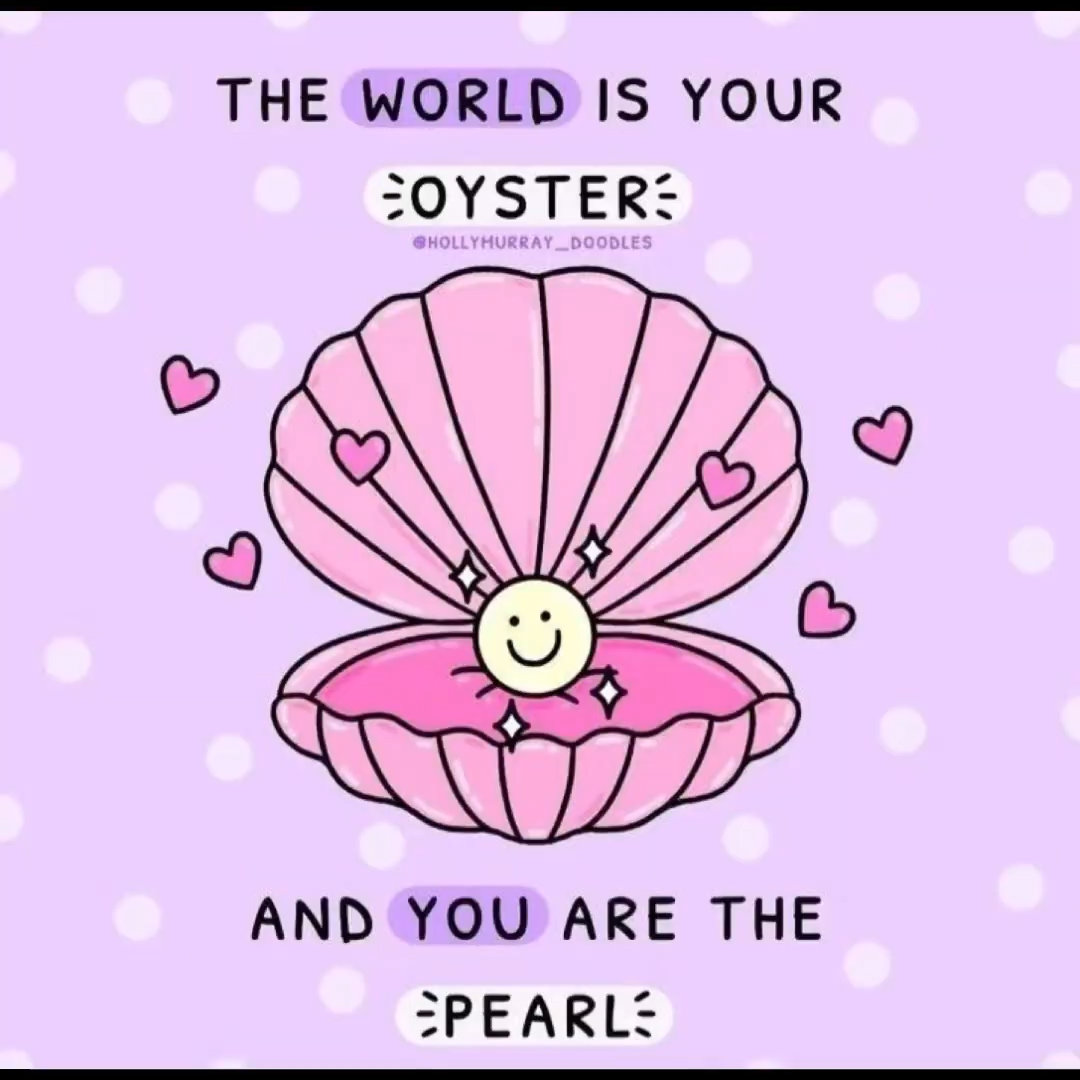 THE WORLD IS YOUR
OYSTER
@HOLLYMURRAY_DOODLES
AND YOU ARE THE
PEARL